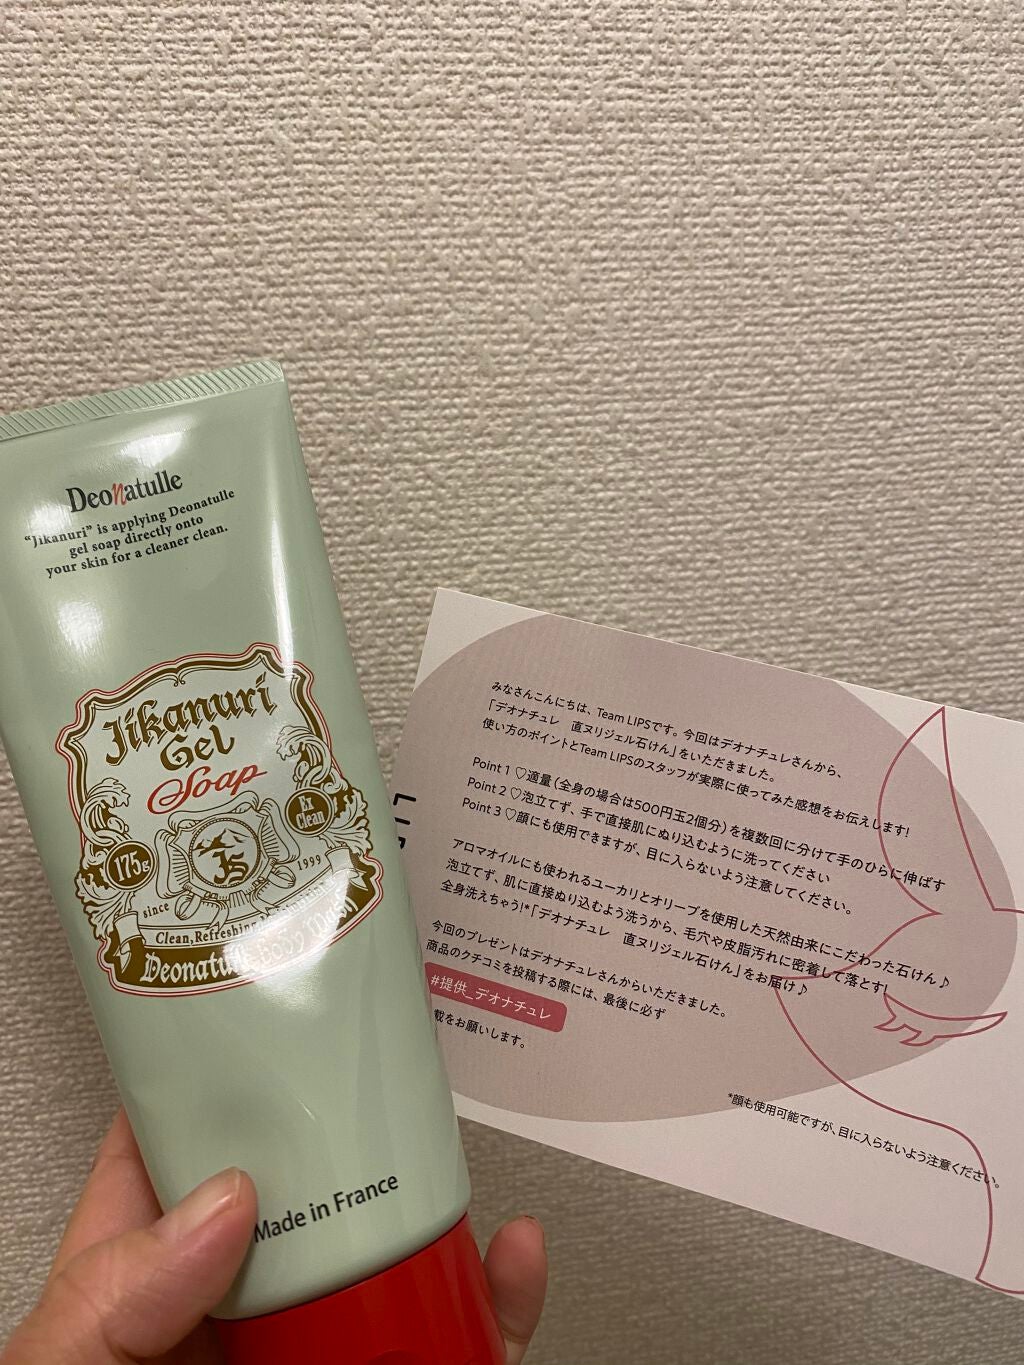 Deonatulle
“Jikanuri” is applying Deonatulle
gel soap directly onto
your skin for a cleaner clean.
Jikanuri
Gel
Soap
175g
Ex
Clean
JS
since
1999
Clean, Refreshing
Deonatulle Body Wash
Made in France
みなさんこんにちは、Team LIPSです。今回はデオナチュレさんから、
「デオナチュレ　直ヌリジェル石けん」をいただきました。
使い方のポイントとTeam LIPSのスタッフが実際に使ってみた感想をお伝えします!
Point 1 ♡適量（全身の場合は500円玉2個分）を複数回に分けて手のひらに伸ばす
Point 2 ♡泡立てず、手で直接肌にぬり込むように洗ってください
Point 3 ♡顔にも使用できますが、目に入らないよう注意してください。
アロマオイルにも使われるユーカリとオリーブを使用した天然由来にこだわった石けん♪
泡立てず、肌に直接ぬり込むよう洗うから、毛穴や皮脂汚れに密着して落とす!
全身洗えちゃう!*「デオナチュレ　直ヌリジェル石けん」をお届け♪
今回のプレゼントはデオナチュレさんからいただきました。
商品のクチコミを投稿する際には、最後に必ず
#提供_デオナチュレ
載をお願いします。
*顔も使用可能ですが、目に入らないよう注意ください。